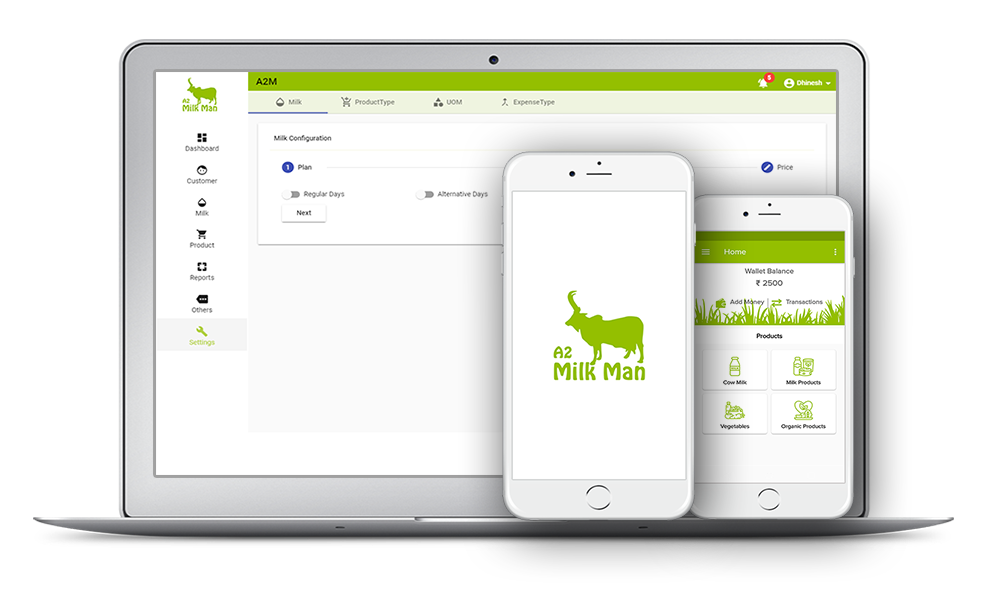 A2
Milk Man
Dashboard
Customer
Milk
Product
Reports
Others
Settings
A2M
5
Dhinesh
Milk
ProductType
UOM
ExpenseType
Milk Configuration
1 Plan
Price
Regular Days
Alternative Days
Next
A2
Milk Man
Home
Wallet Balance
₹ 2500
Add Money
Transactions
Products
Cow Milk
Milk Products
Vegetables
Organic Products